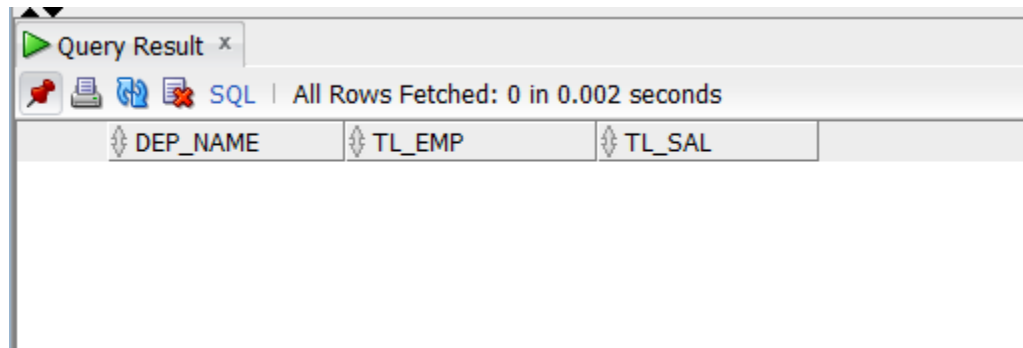 Query Result x
SQL | All Rows Fetched: 0 in 0.002 seconds
DEP_NAME TL_EMP TL_SAL